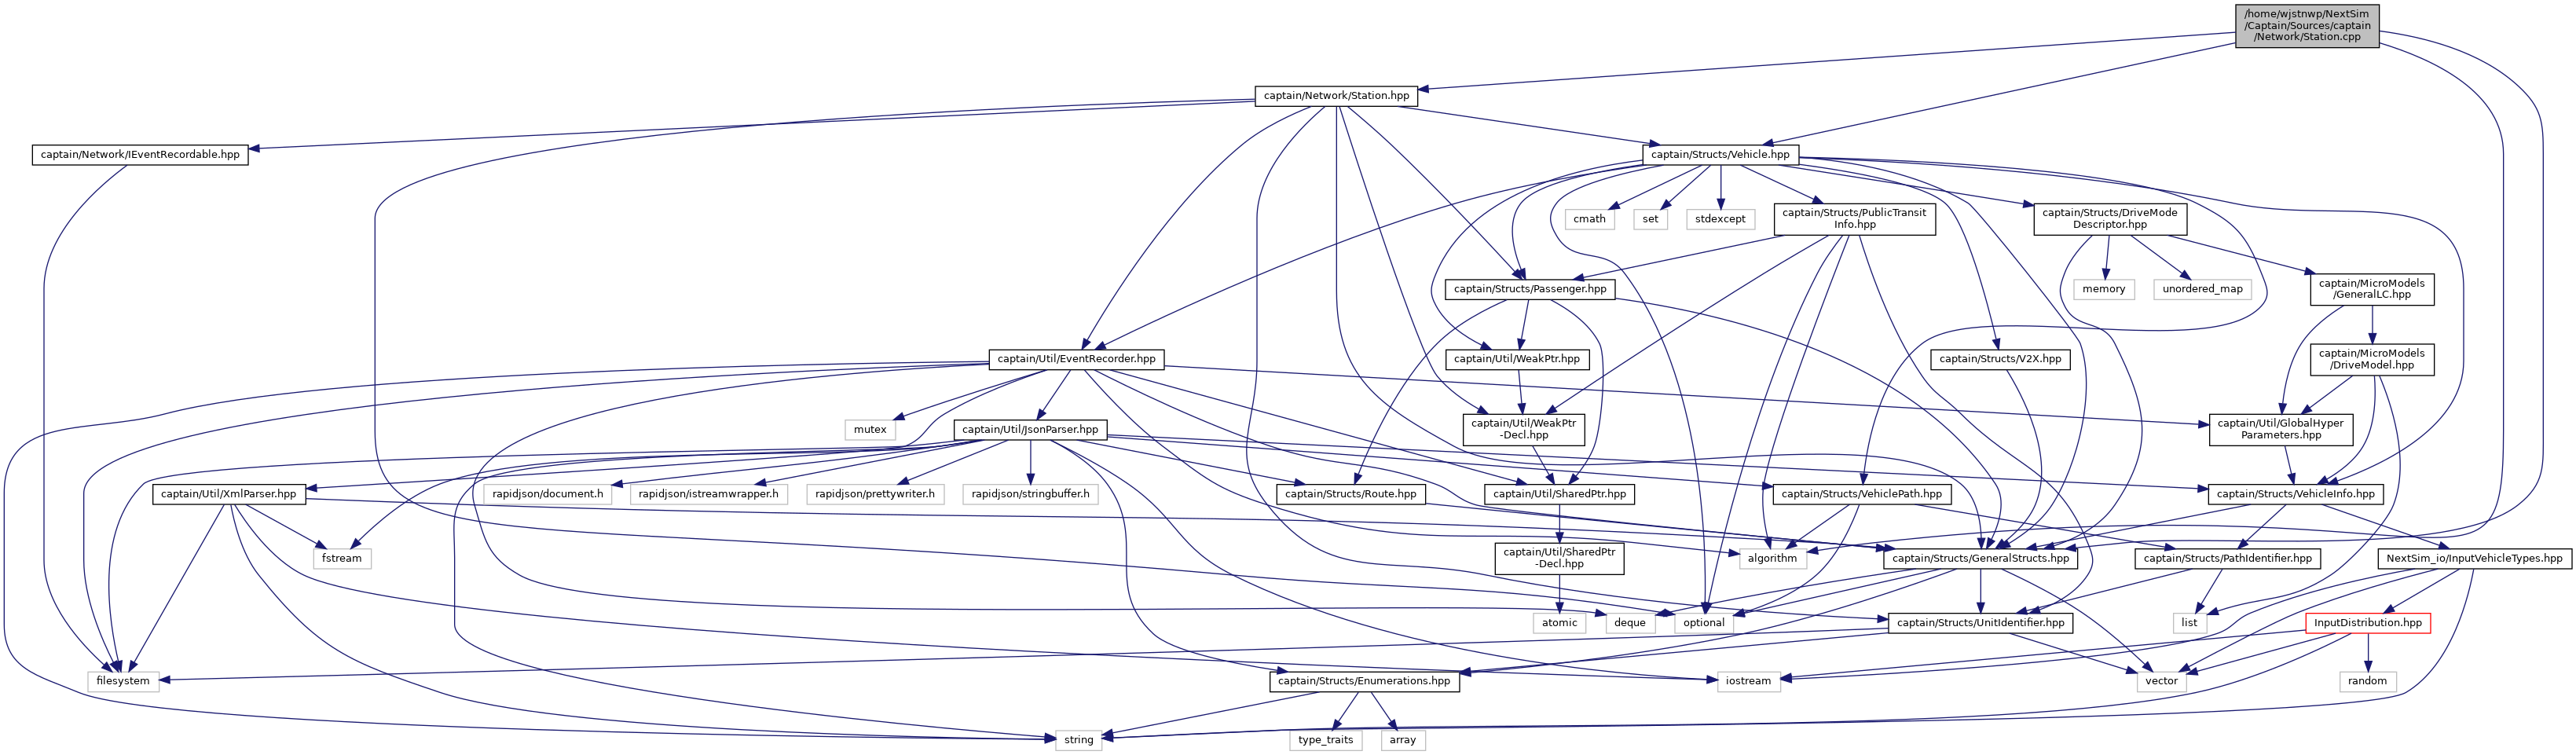 /home/wjstnwp/NextSim
/Captain/Sources/captain
/Network/Station.cpp
captain/Network/Station.hpp
captain/Network/IEventRecordable.hpp
captain/Structs/Vehicle.hpp
cmath
set
stdexcept
captain/Structs/PublicTransit
Info.hpp
captain/Structs/DriveMode
Descriptor.hpp
captain/Structs/Passenger.hpp
memory
unordered_map
captain/MicroModels
/GeneralLC.hpp
captain/Util/EventRecorder.hpp
captain/Util/WeakPtr.hpp
captain/Structs/V2X.hpp
captain/MicroModels
/DriveModel.hpp
mutex
captain/Util/JsonParser.hpp
captain/Util/WeakPtr
-Decl.hpp
captain/Util/GlobalHyper
Parameters.hpp
captain/Util/XmlParser.hpp
rapidjson/document.h
rapidjson/istreamwrapper.h
rapidjson/prettywriter.h
rapidjson/stringbuffer.h
captain/Structs/Route.hpp
captain/Util/SharedPtr.hpp
captain/Structs/VehiclePath.hpp
captain/Structs/VehicleInfo.hpp
fstream
captain/Util/SharedPtr
-Decl.hpp
algorithm
captain/Structs/GeneralStructs.hpp
captain/Structs/PathIdentifier.hpp
NextSim_io/InputVehicleTypes.hpp
atomic
deque
optional
captain/Structs/UnitIdentifier.hpp
list
InputDistribution.hpp
filesystem
captain/Structs/Enumerations.hpp
iostream
vector
random
string
type_traits
array